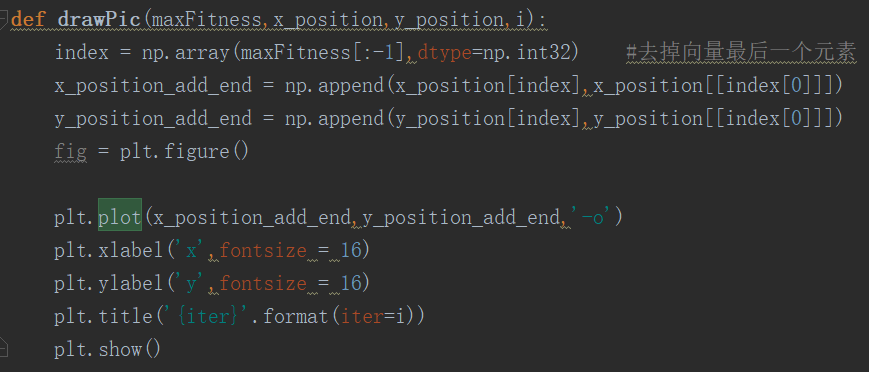 def drawPic(maxFitness,x_position,y_position,i):
    index = np.array(maxFitness[:-1],dtype=np.int32)   #去掉向量最后一个元素
    x_position_add_end = np.append(x_position[index],x_position[[index[0]]])
    y_position_add_end = np.append(y_position[index],y_position[[index[0]]])
    fig = plt.figure()
    plt.plot(x_position_add_end,y_position_add_end,'-o')
    plt.xlabel('x',fontsize = 16)
    plt.ylabel('y',fontsize = 16)
    plt.title('{iter}'.format(iter=i))
    plt.show()